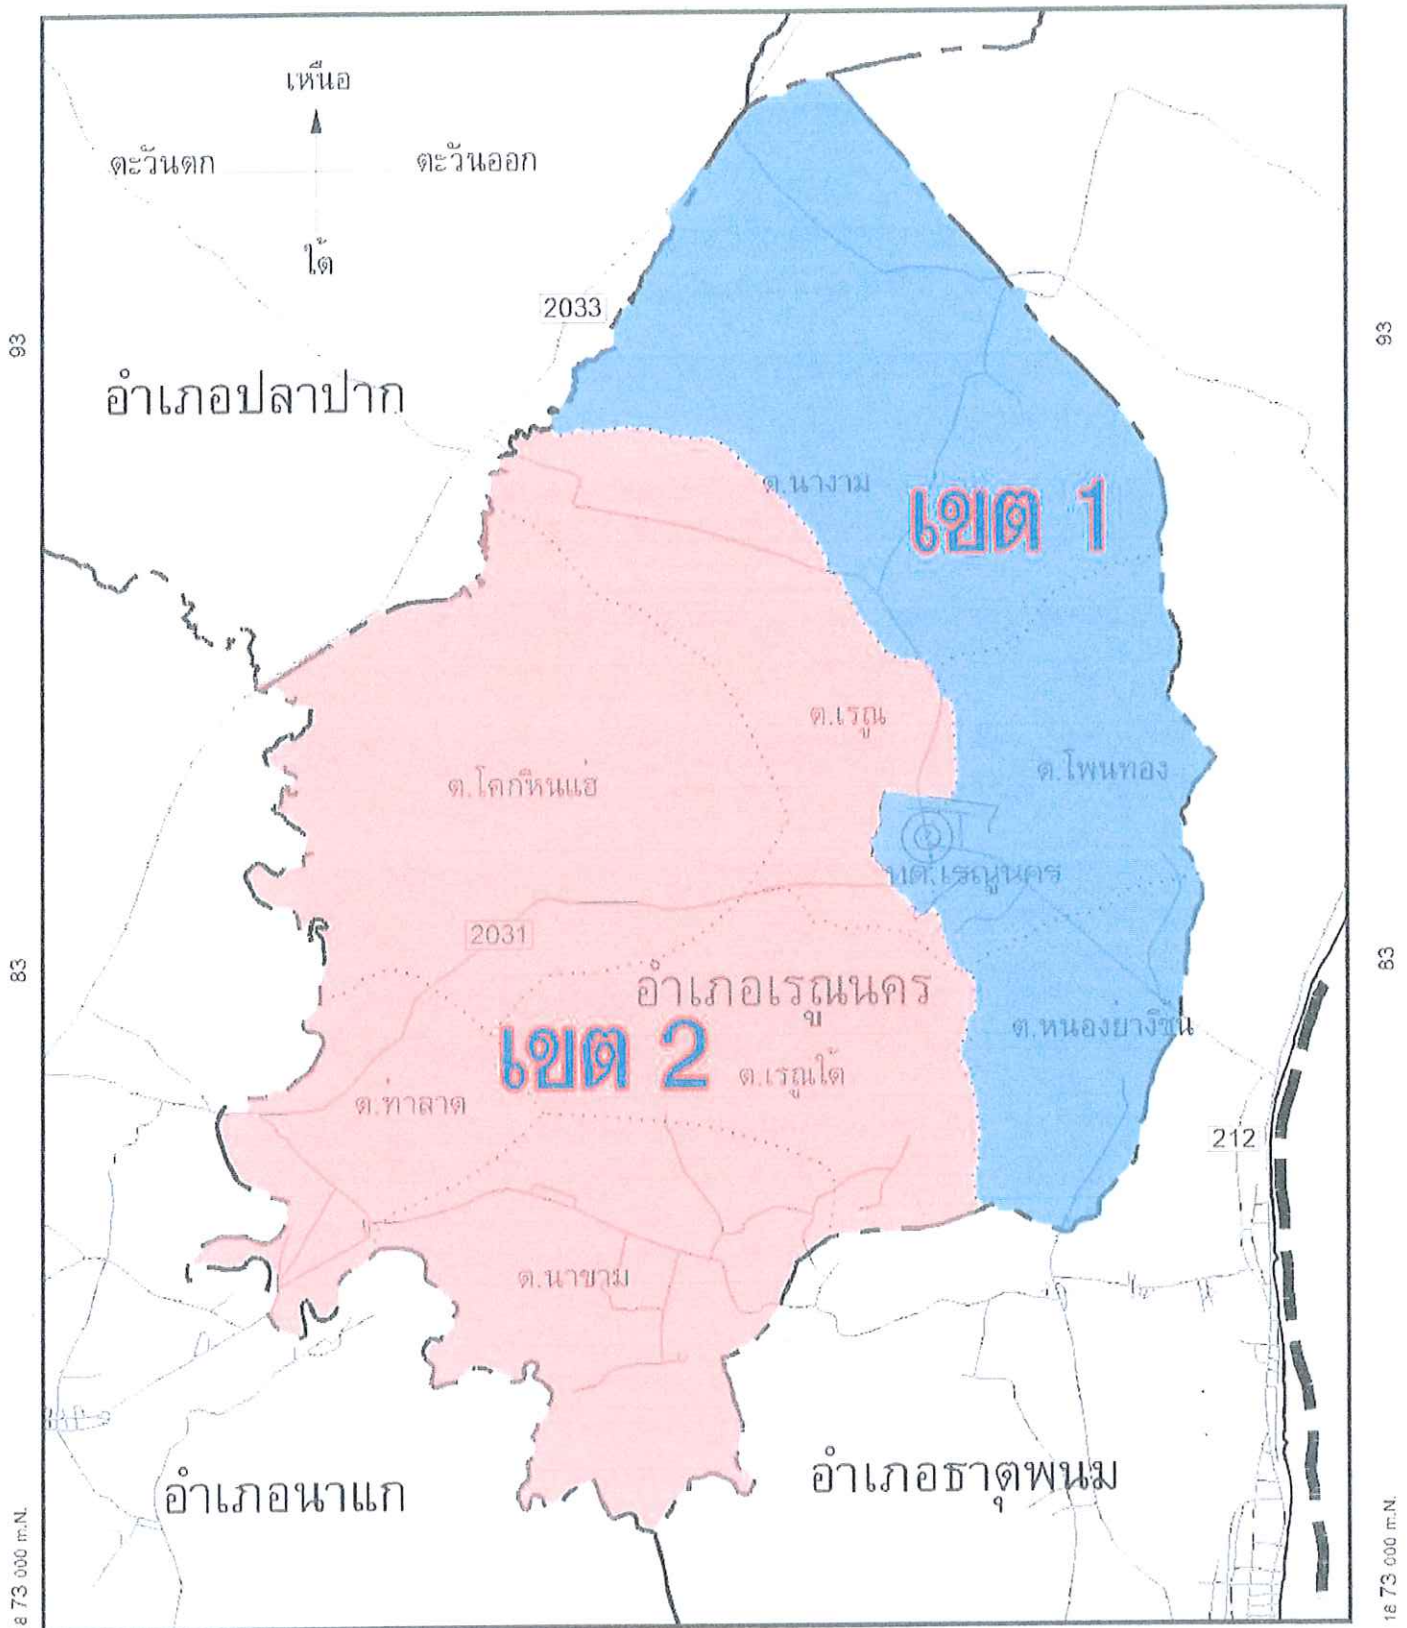 เหนือ
ตะวันตก
ตะวันออก
ใต้
2033
93
93
อำเภอปลาปาก
ต.นางาม
เขต 1
ต.เรณู
ต.โพนทอง
ต.โคกหินแฮ่
ทต.เรณูนคร
2031
83
83
อำเภอเรณูนคร
ต.หนองย่างชิ้น
เขต 2
ต.เรณูใต้
ต.ท่าลาด
212
ต.นาขาม
อำเภอธาตุพนม
อำเภอนาแก
73 000 m.N.
18 73 000 m.N.